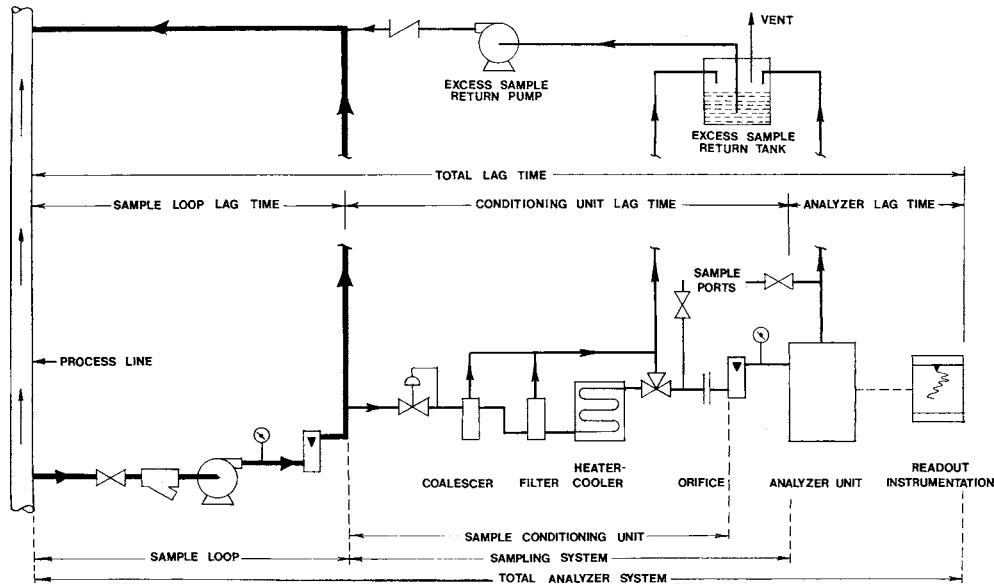 VENT
EXCESS SAMPLE
RETURN PUMP
EXCESS SAMPLE
RETURN TANK
TOTAL LAG TIME
SAMPLE LOOP LAG TIME
CONDITIONING UNIT LAG TIME
ANALYZER LAG TIME
SAMPLE
PORTS
PROCESS LINE
COALESCER
FILTER
HEATER-
COOLER
ORIFICE
ANALYZER UNIT
READOUT
INSTRUMENTATION
SAMPLE CONDITIONING UNIT
SAMPLE LOOP
SAMPLING SYSTEM
TOTAL ANALYZER SYSTEM